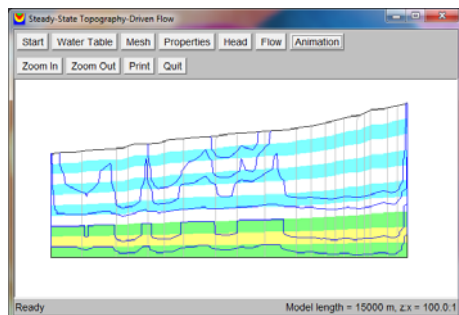 Steady-State Topography-Driven Flow
Start Water Table Mesh Properties Head Flow Animation
Zoom In Zoom Out Print Quit
Ready Model length = 15000 m, z:x = 100.0:1